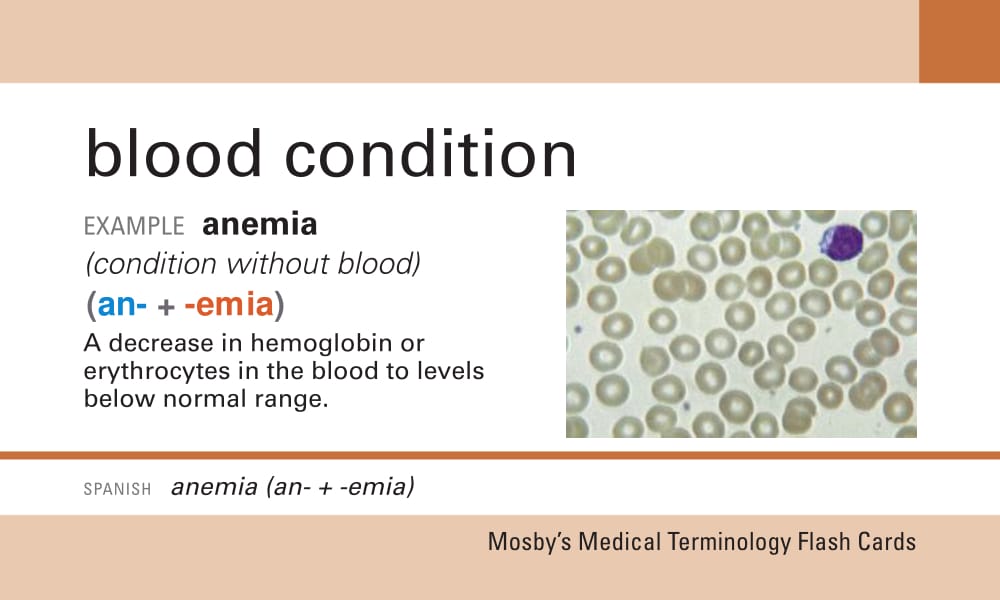 blood condition
EXAMPLE anemia
(condition without blood)
(an- + -emia)
A decrease in hemoglobin or
erythrocytes in the blood to levels
below normal range.
SPANISH anemia (an- + -emia)
Mosby’s Medical Terminology Flash Cards